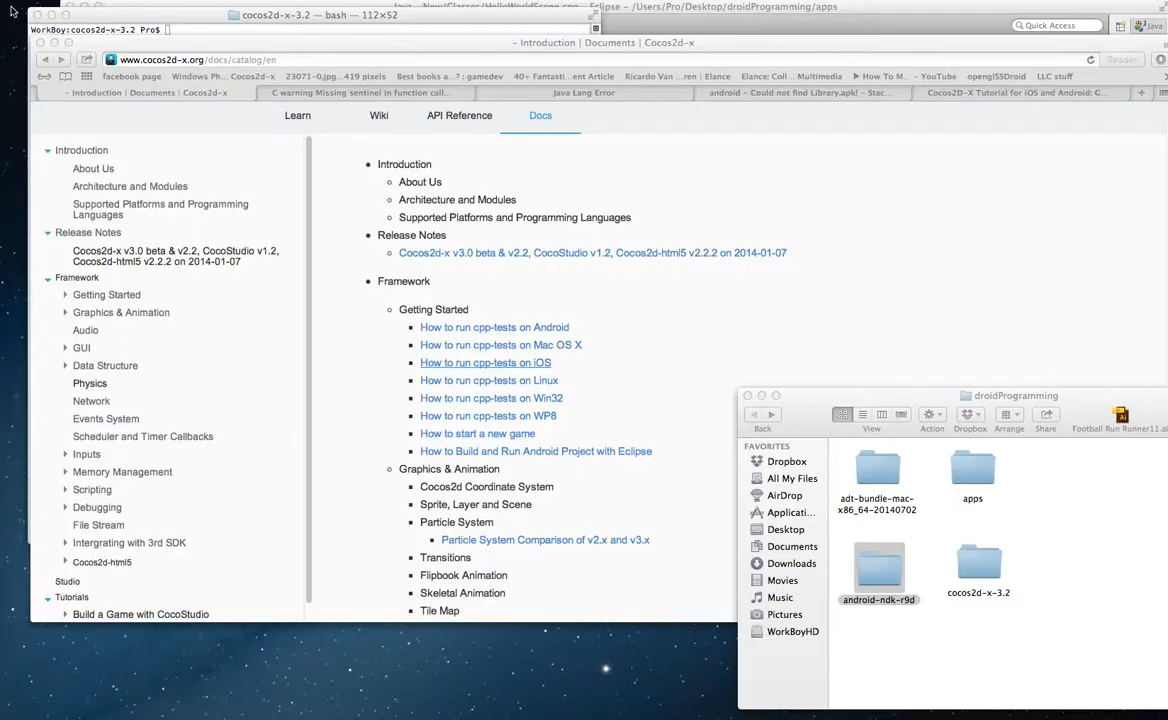 Java - New/Classes/HelloWorldScene.cpp - Eclipse - /Users/Pro/Desktop/droidProgramming/apps
cocos2d-x-3.2 — bash — 112×52
WorkBoy:cocos2d-x-3.2 Pro$
Quick Access
Java
– Introduction | Documents | Cocos2d-x
www.cocos2d-x.org/docs/catalog/en
Reader
facebook page
Windows Ph... Cocos2d-x
23071-0.jpg...419 pixels
Best books a...? : gamedev
40+ Fantasti...ent Article
Ricardo Van ...ren | Elance
Elance: Coll... Multimedia
▶ How To M... - YouTube
openglSSDroid
LLC stuff
– Introduction | Documents | Cocos2d-x
C warning Missing sentinel in function call...
Java Lang Error
android - Could not find Library.apk! - Stac...
COCOS2D-X Tutorial for iOS and Android: G...
Learn
Wiki
API Reference
Docs
Introduction
About Us
Architecture and Modules
Supported Platforms and Programming
Languages
Release Notes
Cocos2d-x v3.0 beta & v2.2, CocoStudio v1.2,
Cocos2d-html5 v2.2.2 on 2014-01-07
Framework
Getting Started
Graphics & Animation
Audio
GUI
Data Structure
Physics
Network
Events System
Scheduler and Timer Callbacks
Inputs
Memory Management
Scripting
Debugging
File Stream
Intergrating with 3rd SDK
Cocos2d-html5
Studio
Tutorials
Build a Game with CocoStudio
Introduction
About Us
Architecture and Modules
Supported Platforms and Programming Languages
Release Notes
Cocos2d-x v3.0 beta & v2.2, CocoStudio v1.2, Cocos2d-html5 v2.2.2 on 2014-01-07
Framework
Getting Started
How to run cpp-tests on Android
How to run cpp-tests on Mac OS X
How to run cpp-tests on iOS
How to run cpp-tests on Linux
How to run cpp-tests on Win32
How to run cpp-tests on WP8
How to start a new game
How to Build and Run Android Project with Eclipse
Graphics & Animation
Cocos2d Coordinate System
Sprite, Layer and Scene
Particle System
Particle System Comparison of v2.x and v3.x
Transitions
Flipbook Animation
Skeletal Animation
Tile Map
droidProgramming
Back
View
Action
Dropbox
Arrange
Share
Football Run Runner11.ai
FAVORITES
Dropbox
All My Files
AirDrop
Applicati...
Desktop
Documents
Downloads
Movies
Music
Pictures
WorkBoyHD
adt-bundle-mac-
x86_64-20140702
apps
android-ndk-r9d
cocos2d-x-3.2